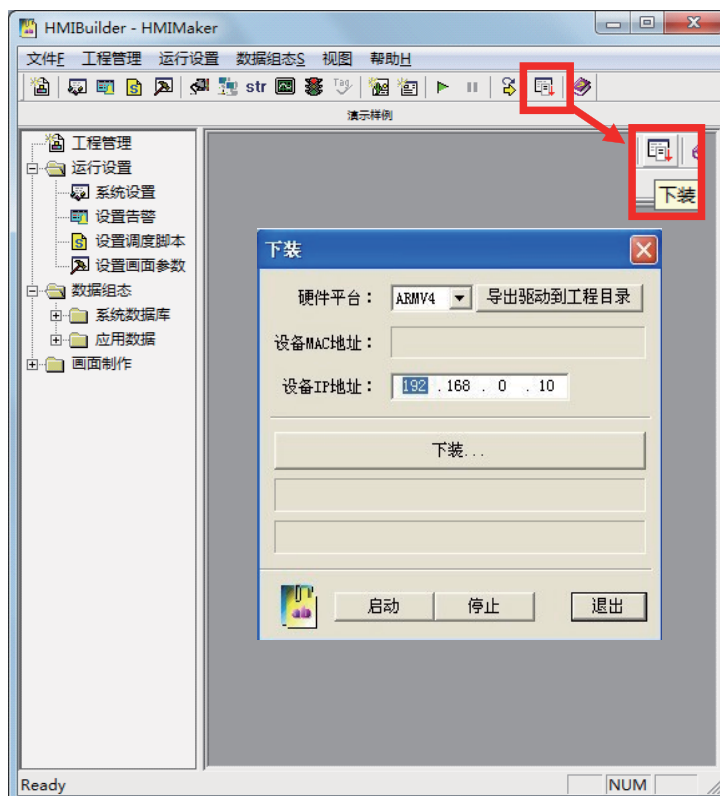 HMIBuilder - HMIMaker
文件F 工程管理 运行设置 数据组态S 视图 帮助H
str Tag
演示样例
工程管理
运行设置
系统设置
设置告警
设置调度脚本
设置画面参数
数据组态
系统数据库
应用数据
画面制作
下装
下装
硬件平台： ARMV4 导出驱动到工程目录
设备MAC地址：
设备IP地址： 192 .168 . 0 . 10
下装...
ab
启动 停止 退出
Ready NUM